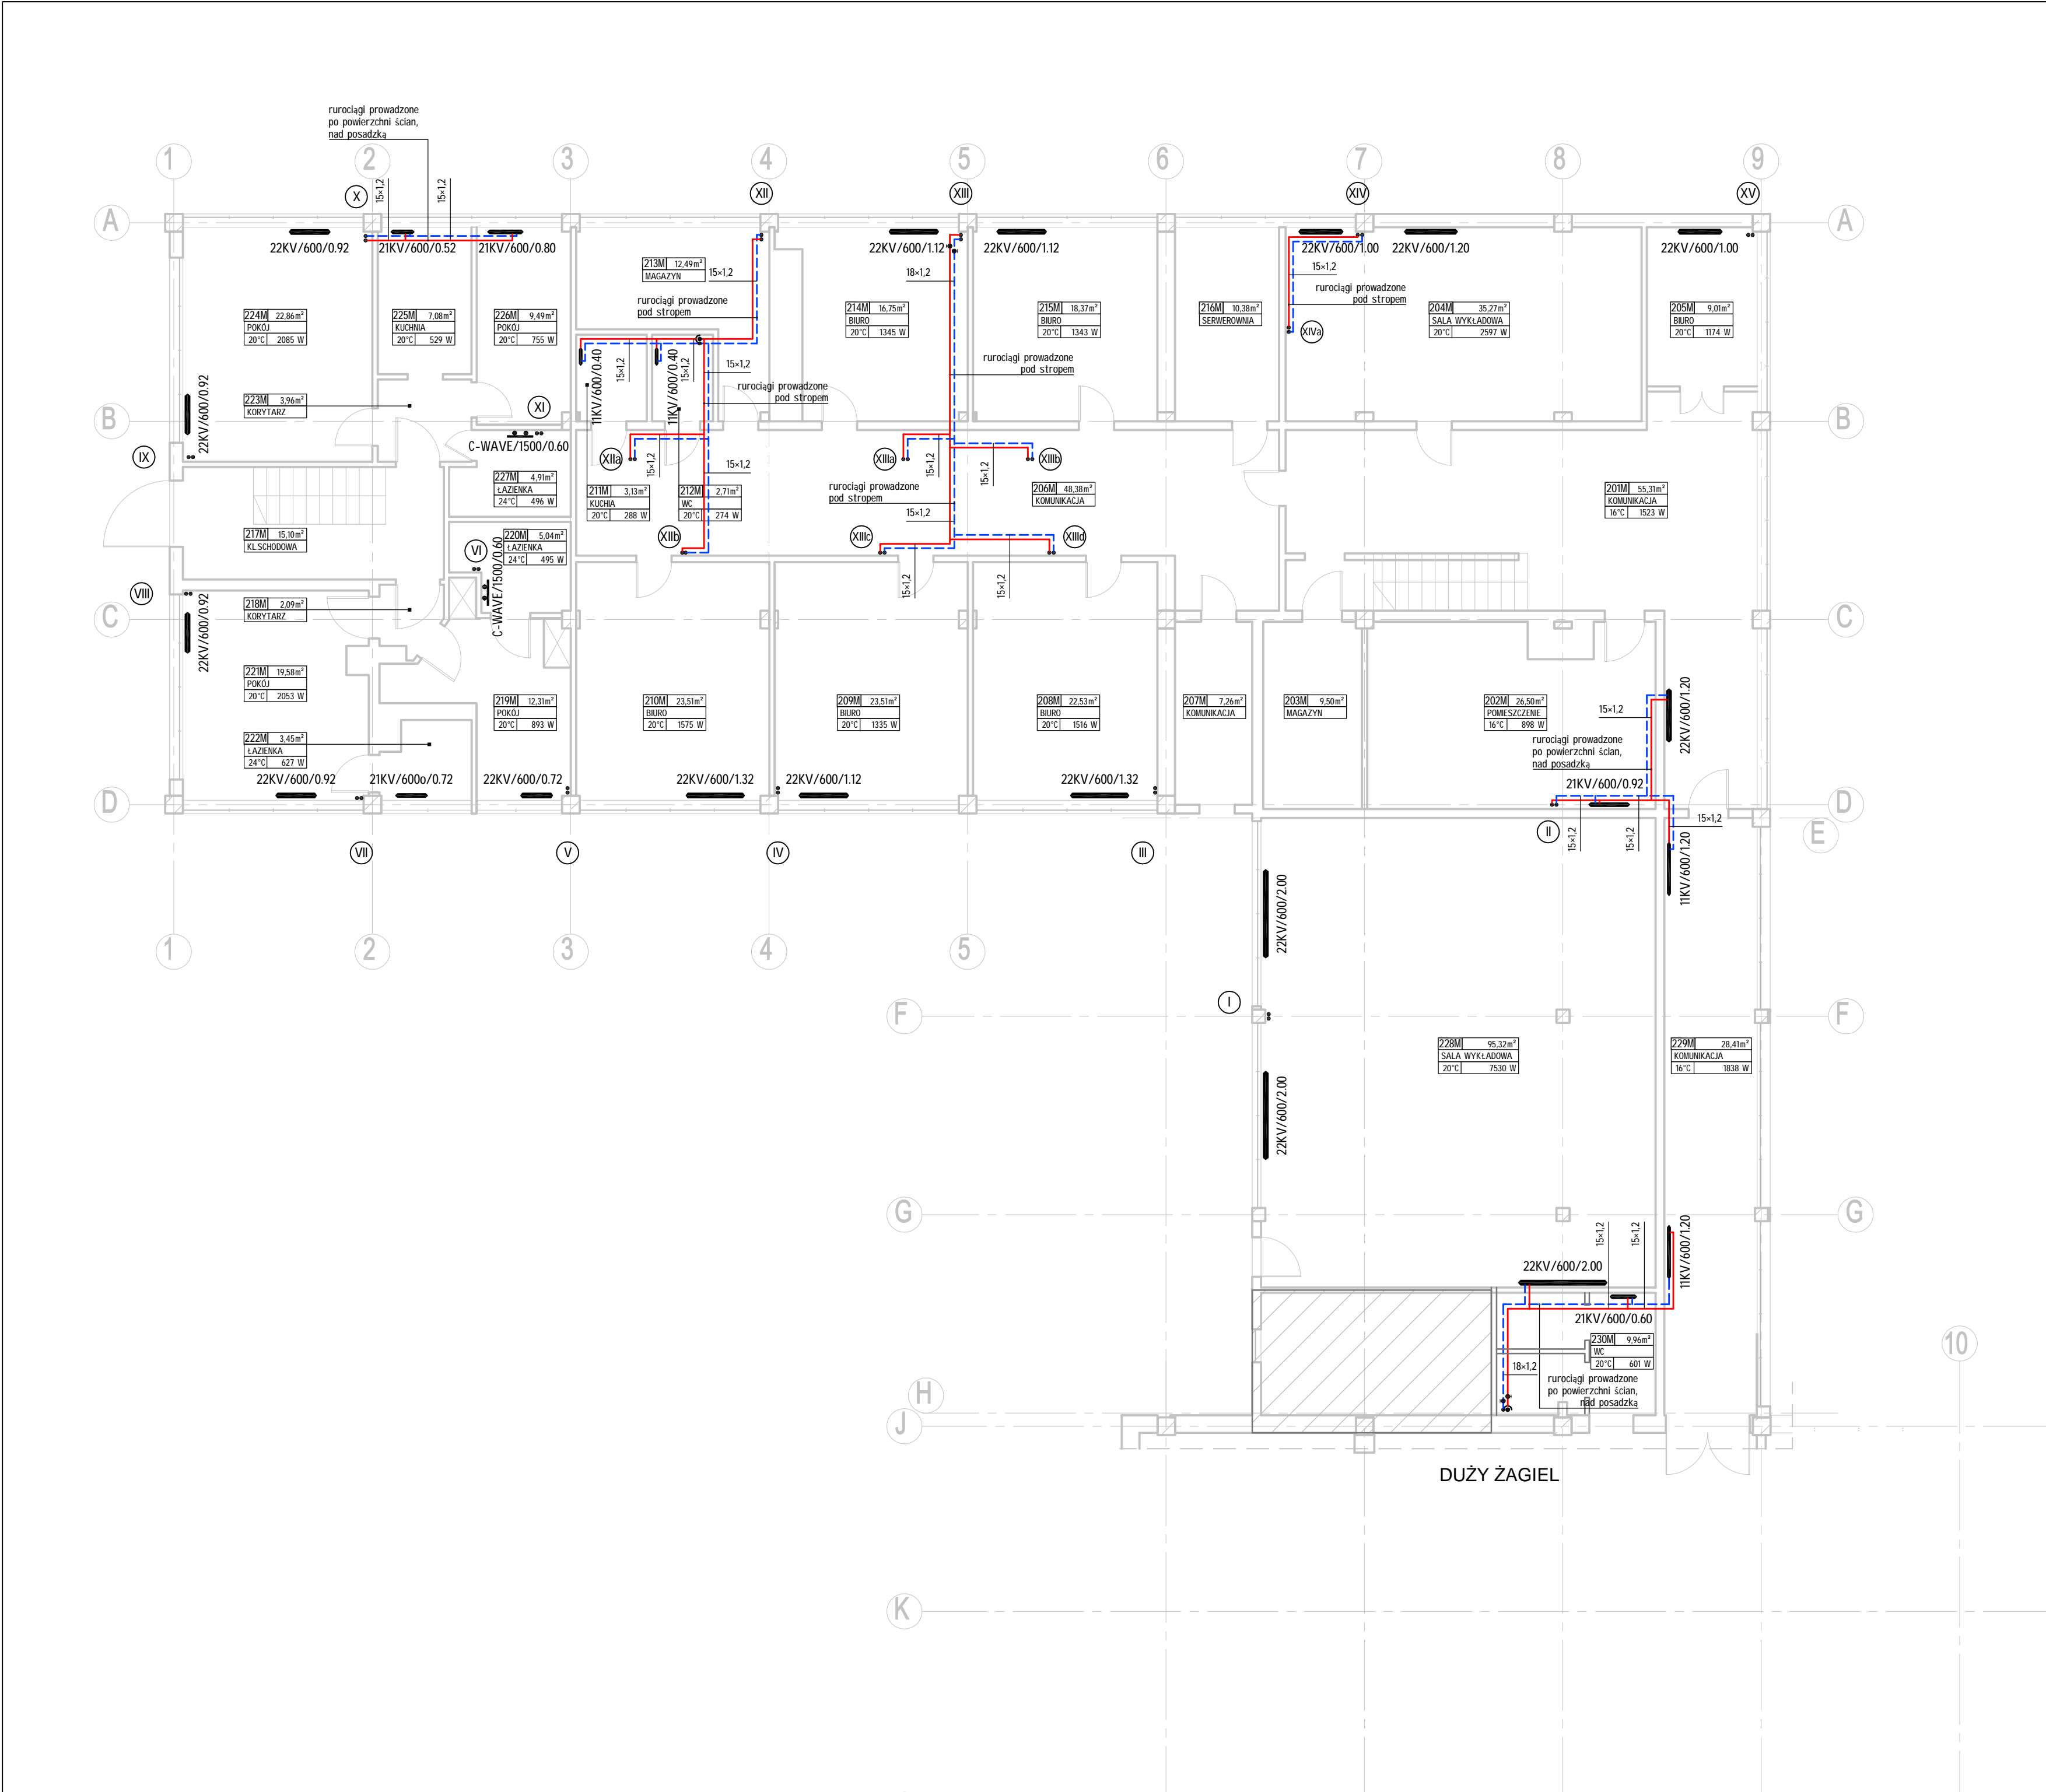 rurociągi prowadzone
po powierzchni ścian,
nad posadzką
1
2
3
4
5
6
7
8
9
X
XII
XIII
XIV
XV
15×1,2
15×1,2
A
A
22KV/600/0.92
21KV/600/0.52
21KV/600/0.80
22KV/600/1.12
22KV/600/1.12
22KV/600/1.00
22KV/600/1.20
22KV/600/1.00
213M 12,49m²
MAGAZYN
15×1,2
18×1,2
15×1,2
rurociągi prowadzone
pod stropem
rurociągi prowadzone
pod stropem
224M 22,86m²
POKÓJ
20°C 2085 W
225M 7,08m²
KUCHNIA
20°C 529 W
226M 9,49m²
POKÓJ
20°C 755 W
214M 16,75m²
BIURO
20°C 1345 W
215M 18,37m²
BIURO
20°C 1343 W
216M 10,38m²
SERWEROWNIA
XIVa
204M 35,27m²
SALA WYKŁADOWA
20°C 2597 W
205M 9,01m²
BIURO
20°C 1174 W
22KV/600/0.92
11KV/600/0.40
15×1,2
11KV/600/0.40
15×1,2
15×1,2
rurociągi prowadzone
pod stropem
rurociągi prowadzone
pod stropem
223M 3,96m²
KORYTARZ
XI
B
B
C-WAVE/1500/0.60
IX
XIIa
15×1,2
15×1,2
XIIIa
15×1,2
15×1,2
XIIIb
227M 4,91m²
ŁAZIENKA
24°C 496 W
211M 3,13m²
KUCHIA
20°C 288 W
212M 2,71m²
WC
20°C 274 W
rurociągi prowadzone
pod stropem
15×1,2
206M 48,38m²
KOMUNIKACJA
201M 55,31m²
KOMUNIKACJA
16°C 1523 W
217M 15,10m²
KL.SCHODOWA
VI
C-WAVE/1500/0.60
220M 5,04m²
ŁAZIENKA
24°C 495 W
XIIb
XIIIc
XIIId
15×1,2
15×1,2
VIII
22KV/600/0.92
218M 2,09m²
KORYTARZ
C
C
221M 19,58m²
POKÓJ
20°C 2053 W
219M 12,31m²
POKÓJ
20°C 893 W
210M 23,51m²
BIURO
20°C 1575 W
209M 23,51m²
BIURO
20°C 1335 W
208M 22,53m²
BIURO
20°C 1516 W
207M 7,26m²
KOMUNIKACJA
203M 9,50m²
MAGAZYN
202M 26,50m²
POMIESZCZENIE
16°C 898 W
15×1,2
22KV/600/1.20
222M 3,45m²
ŁAZIENKA
24°C 627 W
rurociągi prowadzone
po powierzchni ścian,
nad posadzką
22KV/600/0.92
21KV/600o/0.72
22KV/600/0.72
22KV/600/1.32
22KV/600/1.12
22KV/600/1.32
21KV/600/0.92
D
D
II
15×1,2
15×1,2
15×1,2
E
VII
V
IV
III
11KV/600/1.20
22KV/600/2.00
1
2
3
4
5
I
F
F
228M 95,32m²
SALA WYKŁADOWA
20°C 7530 W
229M 28,41m²
KOMUNIKACJA
16°C 1838 W
22KV/600/2.00
G
G
15×1,2
15×1,2
11KV/600/1.20
22KV/600/2.00
21KV/600/0.60
230M 9,96m²
WC
20°C 601 W
18×1,2
rurociągi prowadzone
po powierzchni ścian,
nad posadzką
10
H
J
DUŻY ŻAGIEL
K